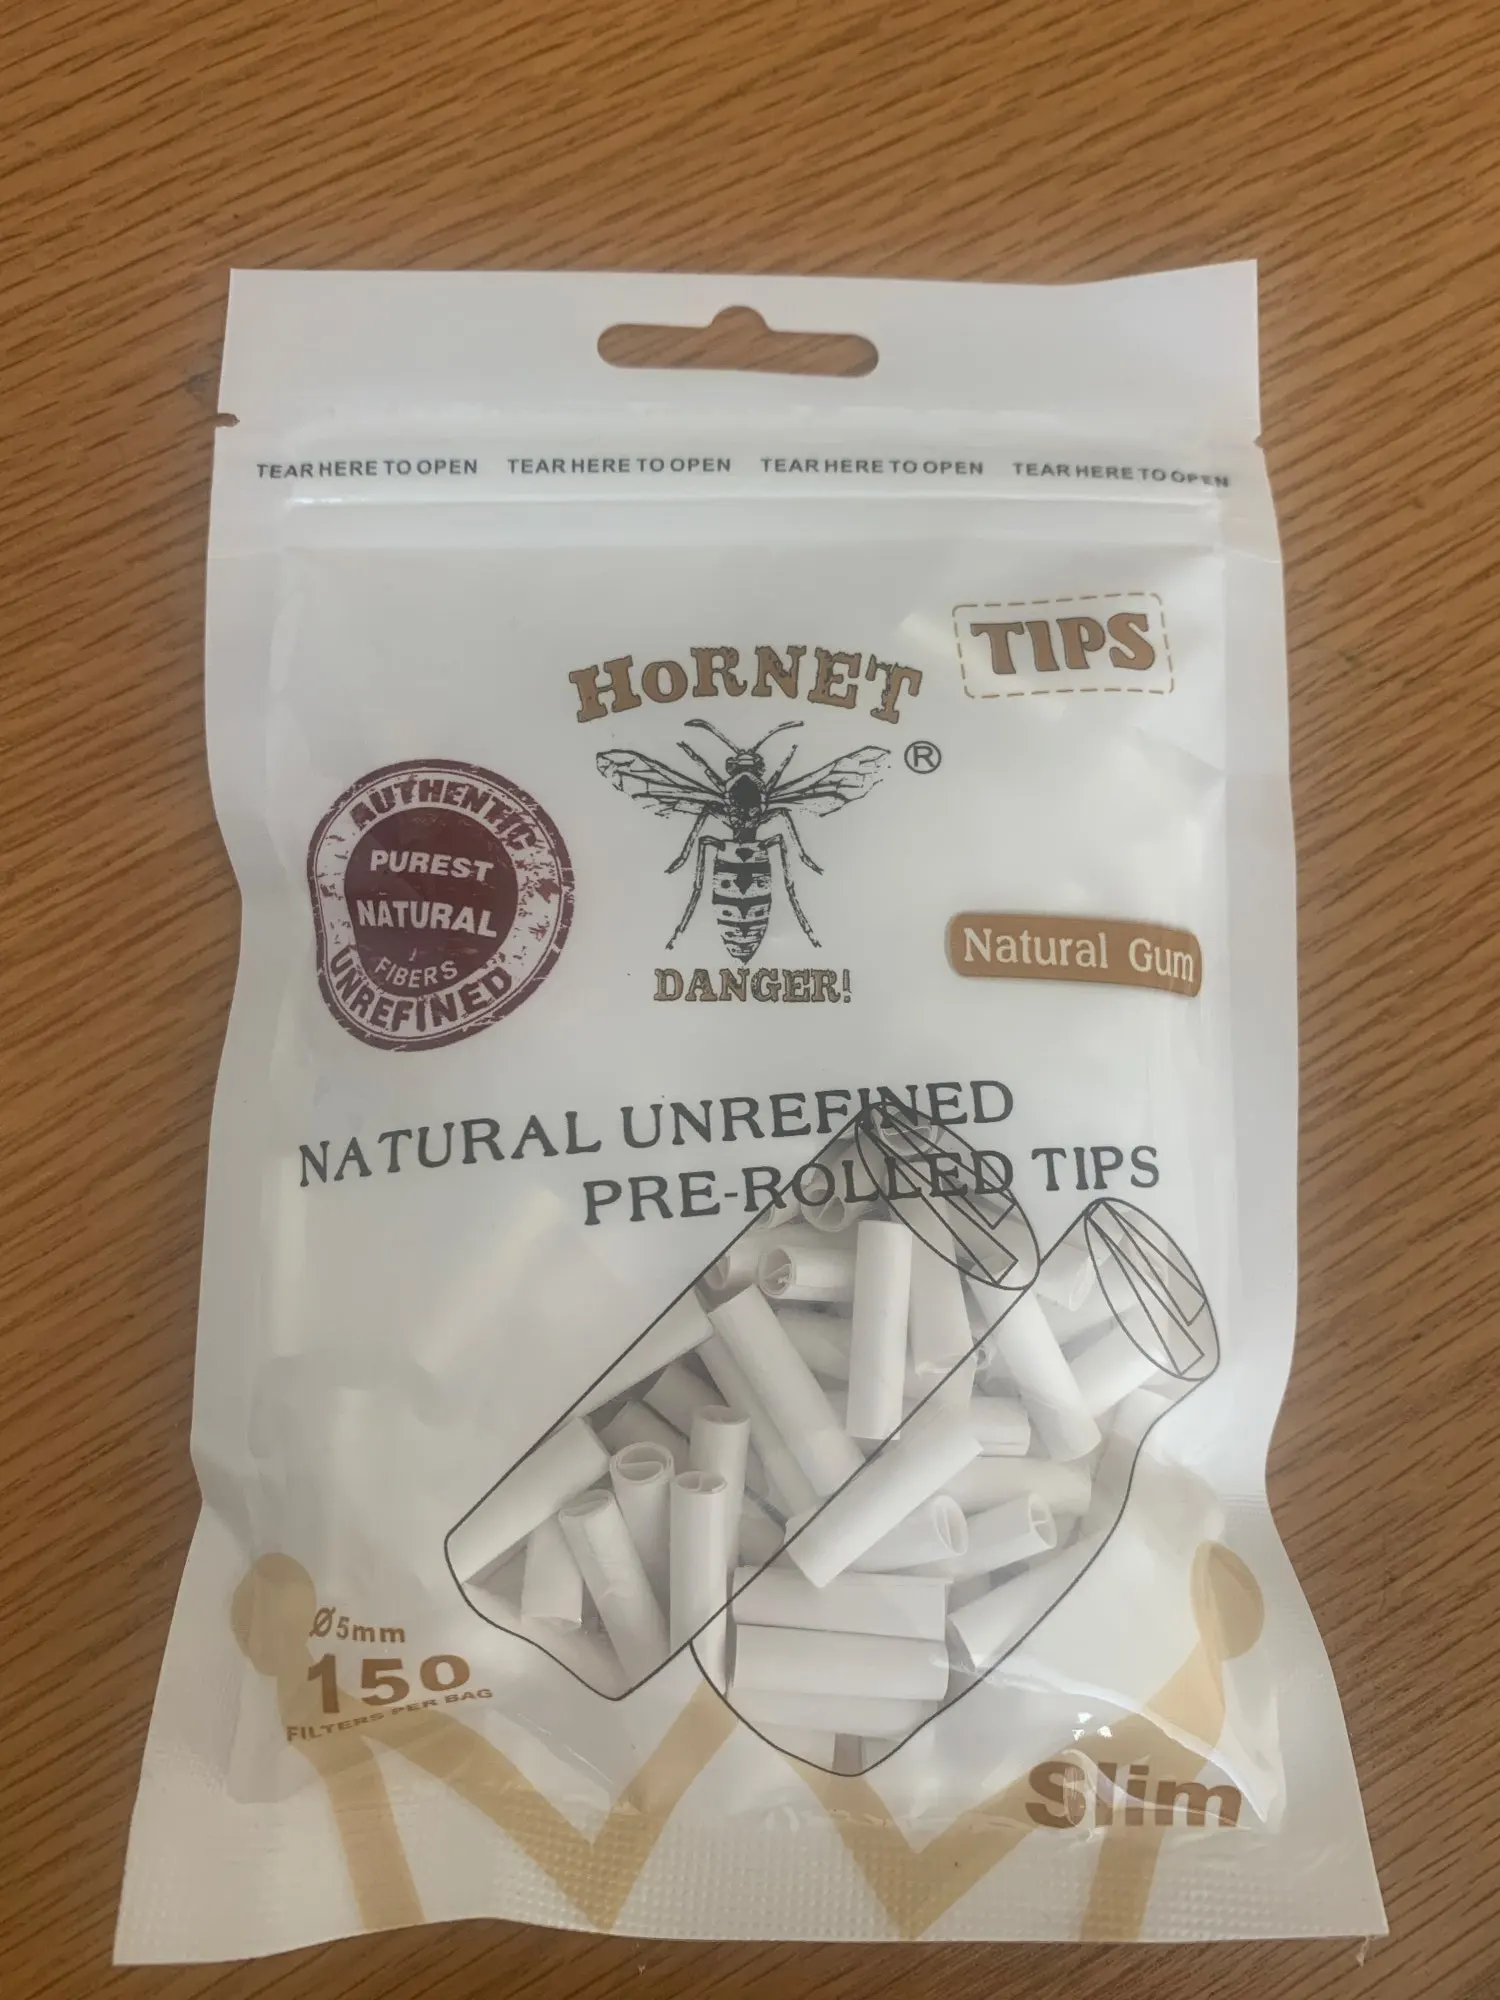 TEAR HERE TO OPEN TEAR HERE TO OPEN TEAR HERE TO OPEN TEAR HERE TO OPEN
TIPS
HORNET
®
AUTHENTIC
PUREST
NATURAL
FIBERS
UNREFINED
DANGER!
Natural Gum
NATURAL UNREFINED
PRE-ROLLED TIPS
Ø5mm
150
FILTERS PER BAG
Slim